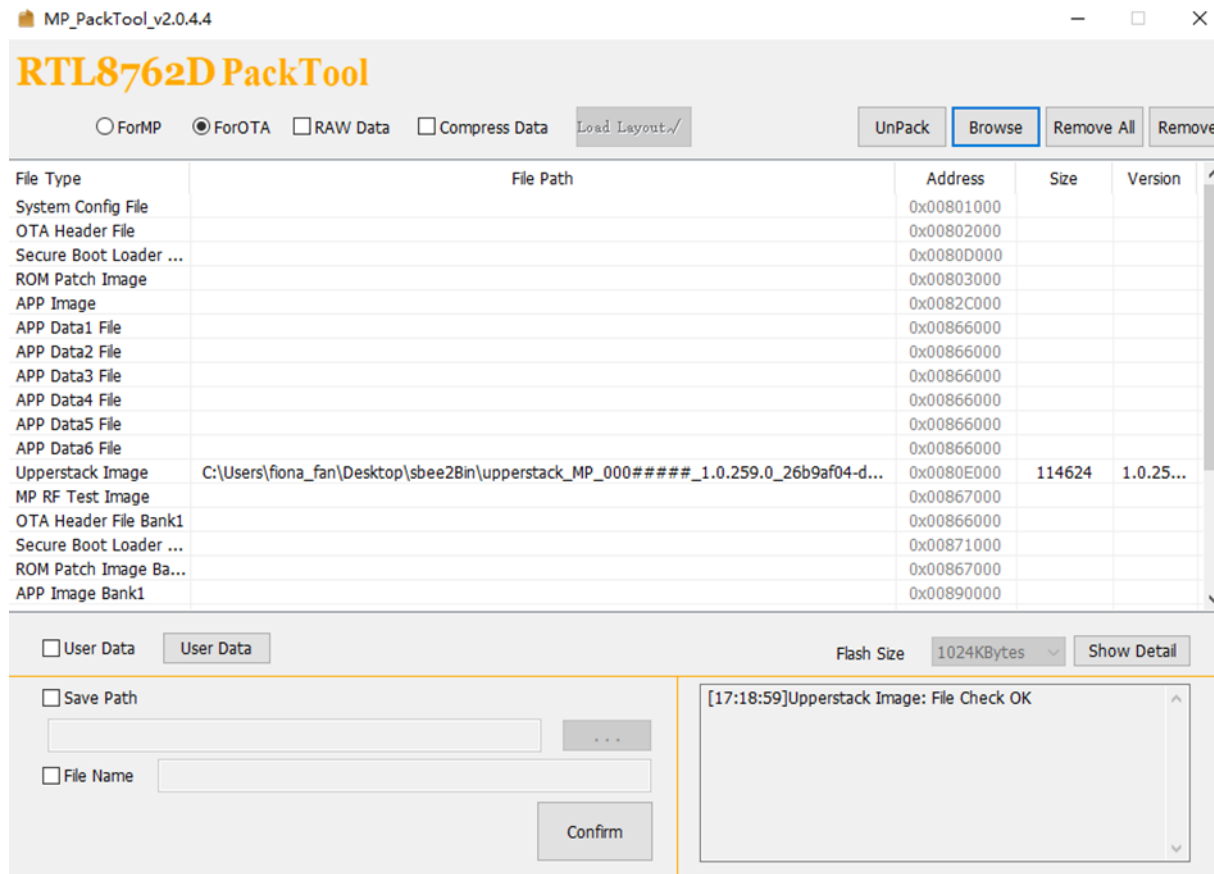 MP_PackTool_v2.0.4.4
RTL8762D PackTool
ForMP ForOTA RAW Data Compress Data Load Layout√ UnPack Browse Remove All Remove
File Type File Path Address Size Version
System Config File 0x00801000
OTA Header File 0x00802000
Secure Boot Loader ... 0x0080D000
ROM Patch Image 0x00803000
APP Image 0x0082C000
APP Data1 File 0x00866000
APP Data2 File 0x00866000
APP Data3 File 0x00866000
APP Data4 File 0x00866000
APP Data5 File 0x00866000
APP Data6 File 0x00866000
Upperstack Image C:\Users\fiona_fan\Desktop\sbee2Bin\upperstack_MP_000#####_1.0.259.0_26b9af04-d... 0x0080E000 114624 1.0.25...
MP RF Test Image 0x00867000
OTA Header File Bank1 0x00866000
Secure Boot Loader ... 0x00871000
ROM Patch Image Ba... 0x00867000
APP Image Bank1 0x00890000
User Data User Data Flash Size 1024KBytes Show Detail
Save Path [17:18:59]Upperstack Image: File Check OK
. . .
File Name
Confirm